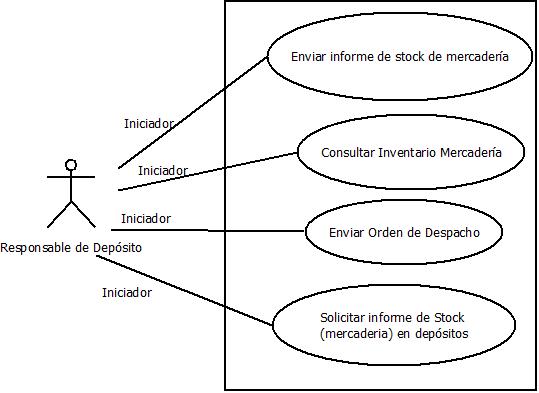 Enviar informe de stock de mercadería
Iniciador
Consultar Inventario Mercadería
Iniciador
Iniciador
Enviar Orden de Despacho
Responsable de Depósito
Iniciador
Solicitar informe de Stock
(mercaderia) en depósitos